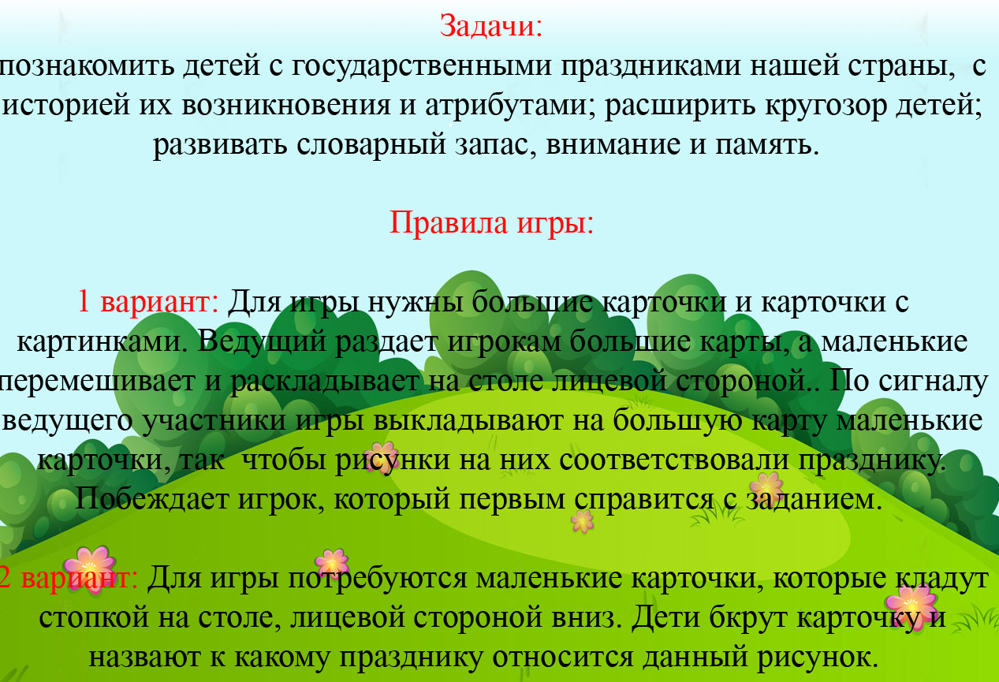 Задачи:
познакомить детей с государственными праздниками нашей страны, с
историей их возникновения и атрибутами; расширить кругозор детей;
развивать словарный запас, внимание и память.
Правила игры:
1 вариант: Для игры нужны большие карточки и карточки с
картинками. Ведущий раздает игрокам большие карты, а маленькие
перемешивает и раскладывает на столе лицевой стороной.. По сигналу
ведущего участники игры выкладывают на большую карту маленькие
карточки, так чтобы рисунки на них соответствовали празднику.
Побеждает игрок, который первым справится с заданием.
2 вариант: Для игры потребуются маленькие карточки, которые кладут
стопкой на столе, лицевой стороной вниз. Дети бкрут карточку и
назвают к какому празднику относится данный рисунок.